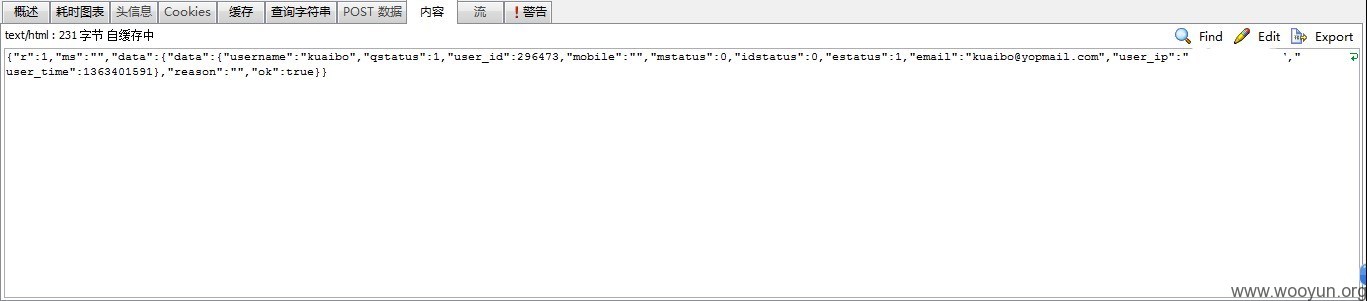 概述 耗时图表 头信息 Cookies 缓存 查询字符串 POST 数据 内容 流 !警告
text/html : 231 字节 自缓存中 Find Edit Export
{"r":1,"ms":"","data":{"data":{"username":"kuaibo","qstatus":1,"user_id":296473,"mobile":"","mstatus":0,"idstatus":0,"estatus":1,"email":"kuaibo@yopmail.com","user_ip":" ","
user_time":1363401591},"reason":"","ok":true}}
www.wooyun.org